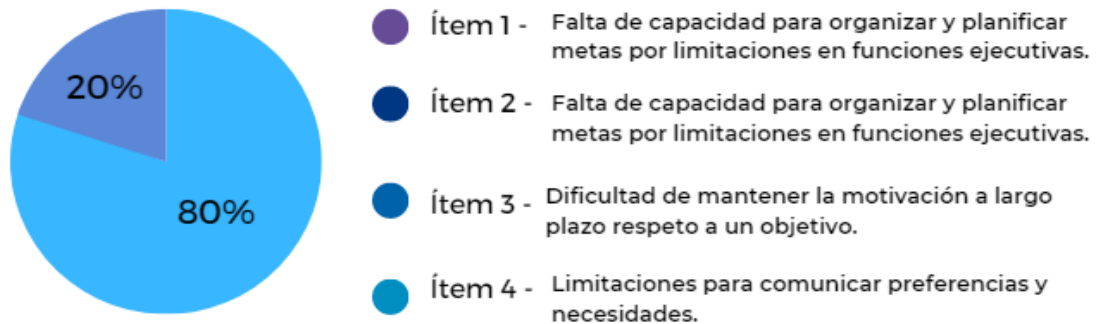 20%
80%
Ítem 1 - Falta de capacidad para organizar y planificar
metas por limitaciones en funciones ejecutivas.
Ítem 2 - Falta de capacidad para organizar y planificar
metas por limitaciones en funciones ejecutivas.
Ítem 3 - Dificultad de mantener la motivación a largo
plazo respeto a un objetivo.
Ítem 4 - Limitaciones para comunicar preferencias y
necesidades.